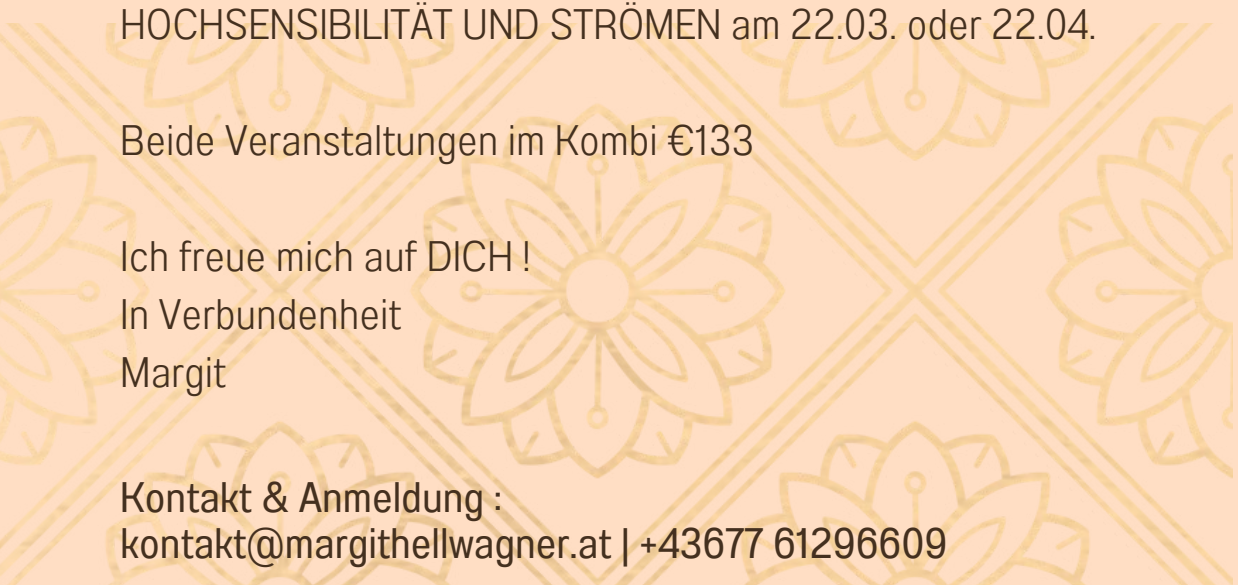 HOCHSENSIBILITÄT UND STRÖMEN am 22.03. oder 22.04.
Beide Veranstaltungen im Kombi €133
Ich freue mich auf DICH !
In Verbundenheit
Margit
Kontakt & Anmeldung :
kontakt@margithellwagner.at | +43677 61296609